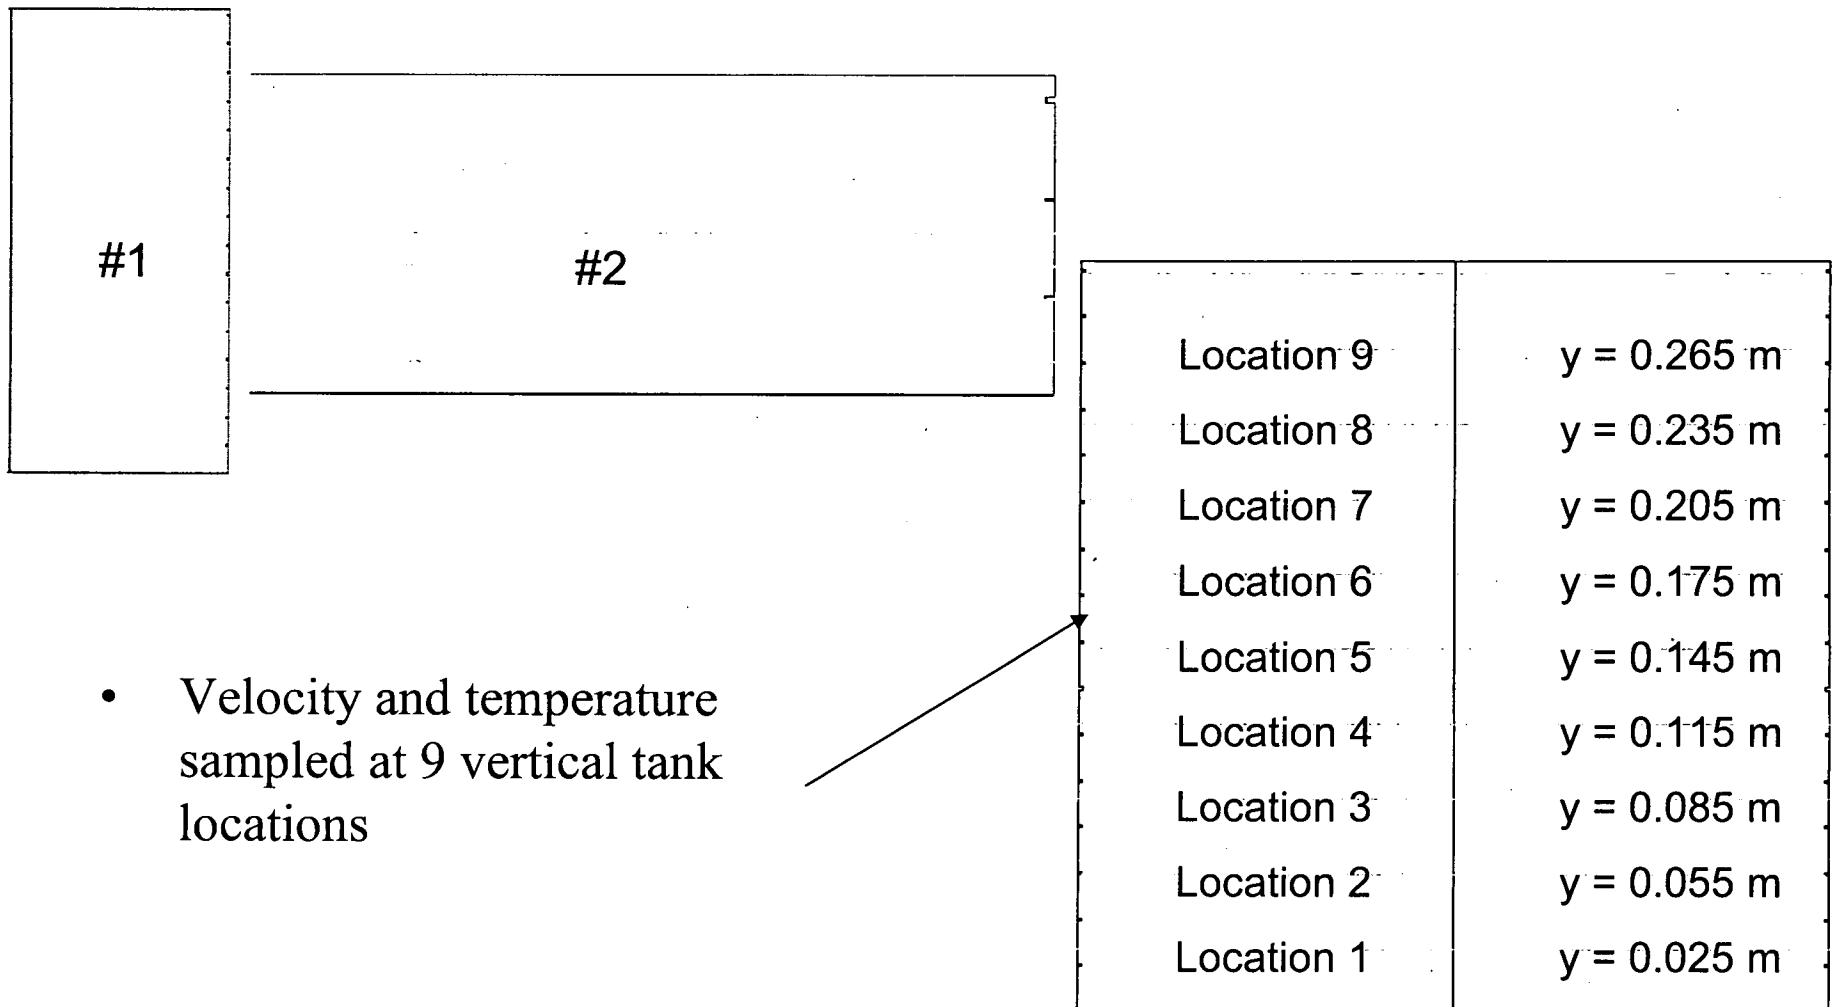 #1
#2
Location 9 y = 0.265 m
Location 8 y = 0.235 m
Location 7 y = 0.205 m
Location 6 y = 0.175 m
Location 5 y = 0.145 m
Location 4 y = 0.115 m
Location 3 y = 0.085 m
Location 2 y = 0.055 m
Location 1 y = 0.025 m
• Velocity and temperature
sampled at 9 vertical tank
locations